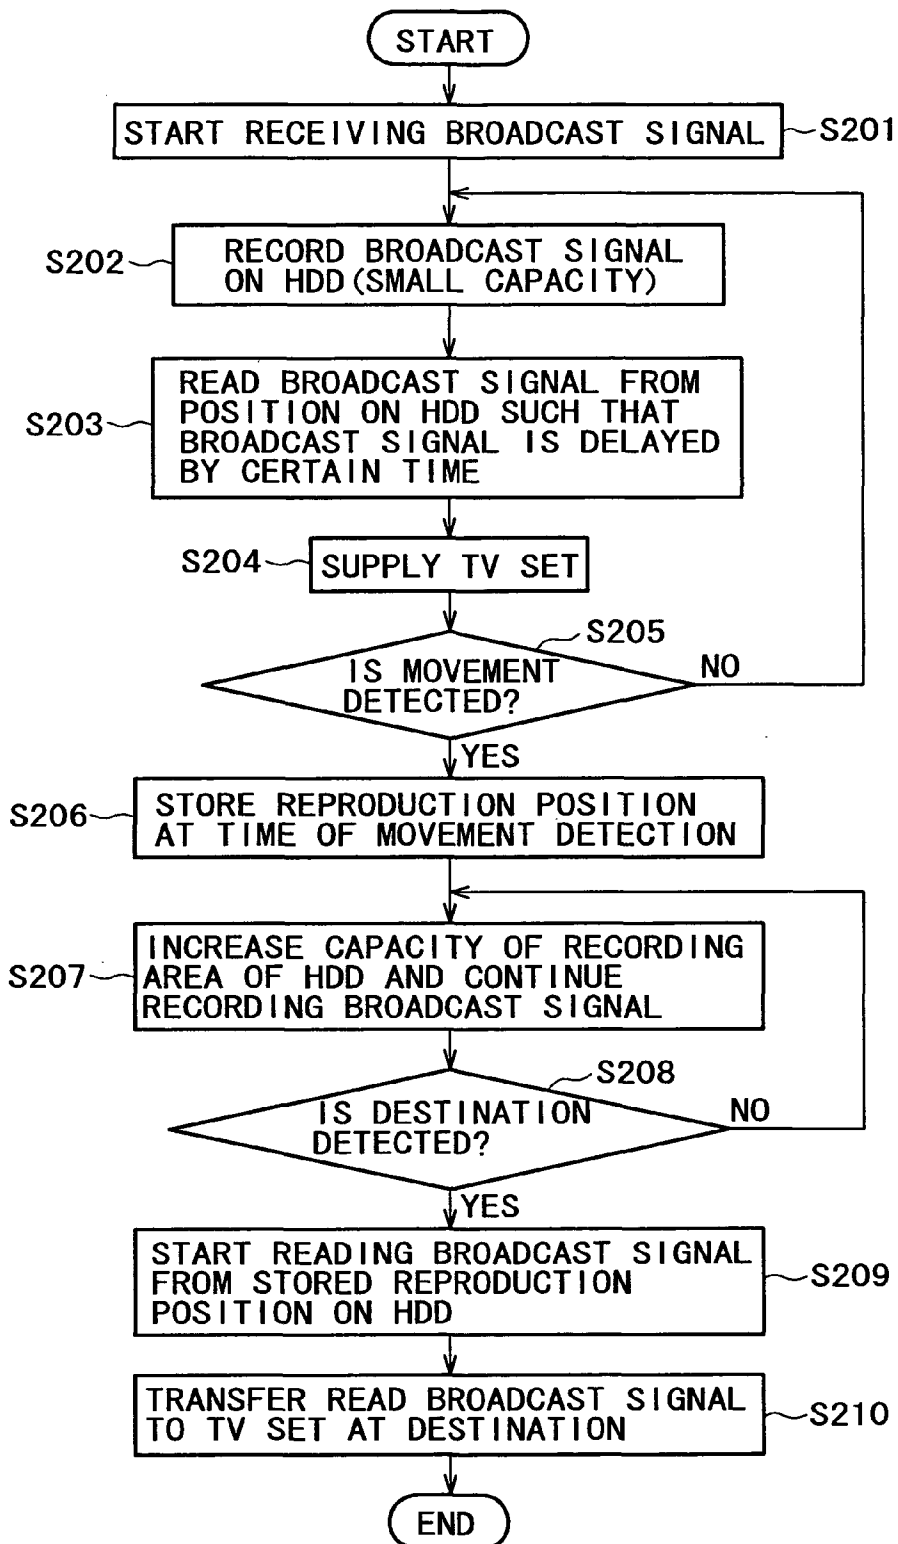 START
START RECEIVING BROADCAST SIGNAL
S201
RECORD BROADCAST SIGNAL
ON HDD(SMALL CAPACITY)
S202
READ BROADCAST SIGNAL FROM
POSITION ON HDD SUCH THAT
BROADCAST SIGNAL IS DELAYED
BY CERTAIN TIME
S203
S204
SUPPLY TV SET
S205
IS MOVEMENT
DETECTED?
NO
YES
STORE REPRODUCTION POSITION
AT TIME OF MOVEMENT DETECTION
S206
INCREASE CAPACITY OF RECORDING
AREA OF HDD AND CONTINUE
RECORDING BROADCAST SIGNAL
S207
S208
IS DESTINATION
DETECTED?
NO
YES
START READING BROADCAST SIGNAL
FROM STORED REPRODUCTION
POSITION ON HDD
S209
TRANSFER READ BROADCAST SIGNAL
TO TV SET AT DESTINATION
S210
END